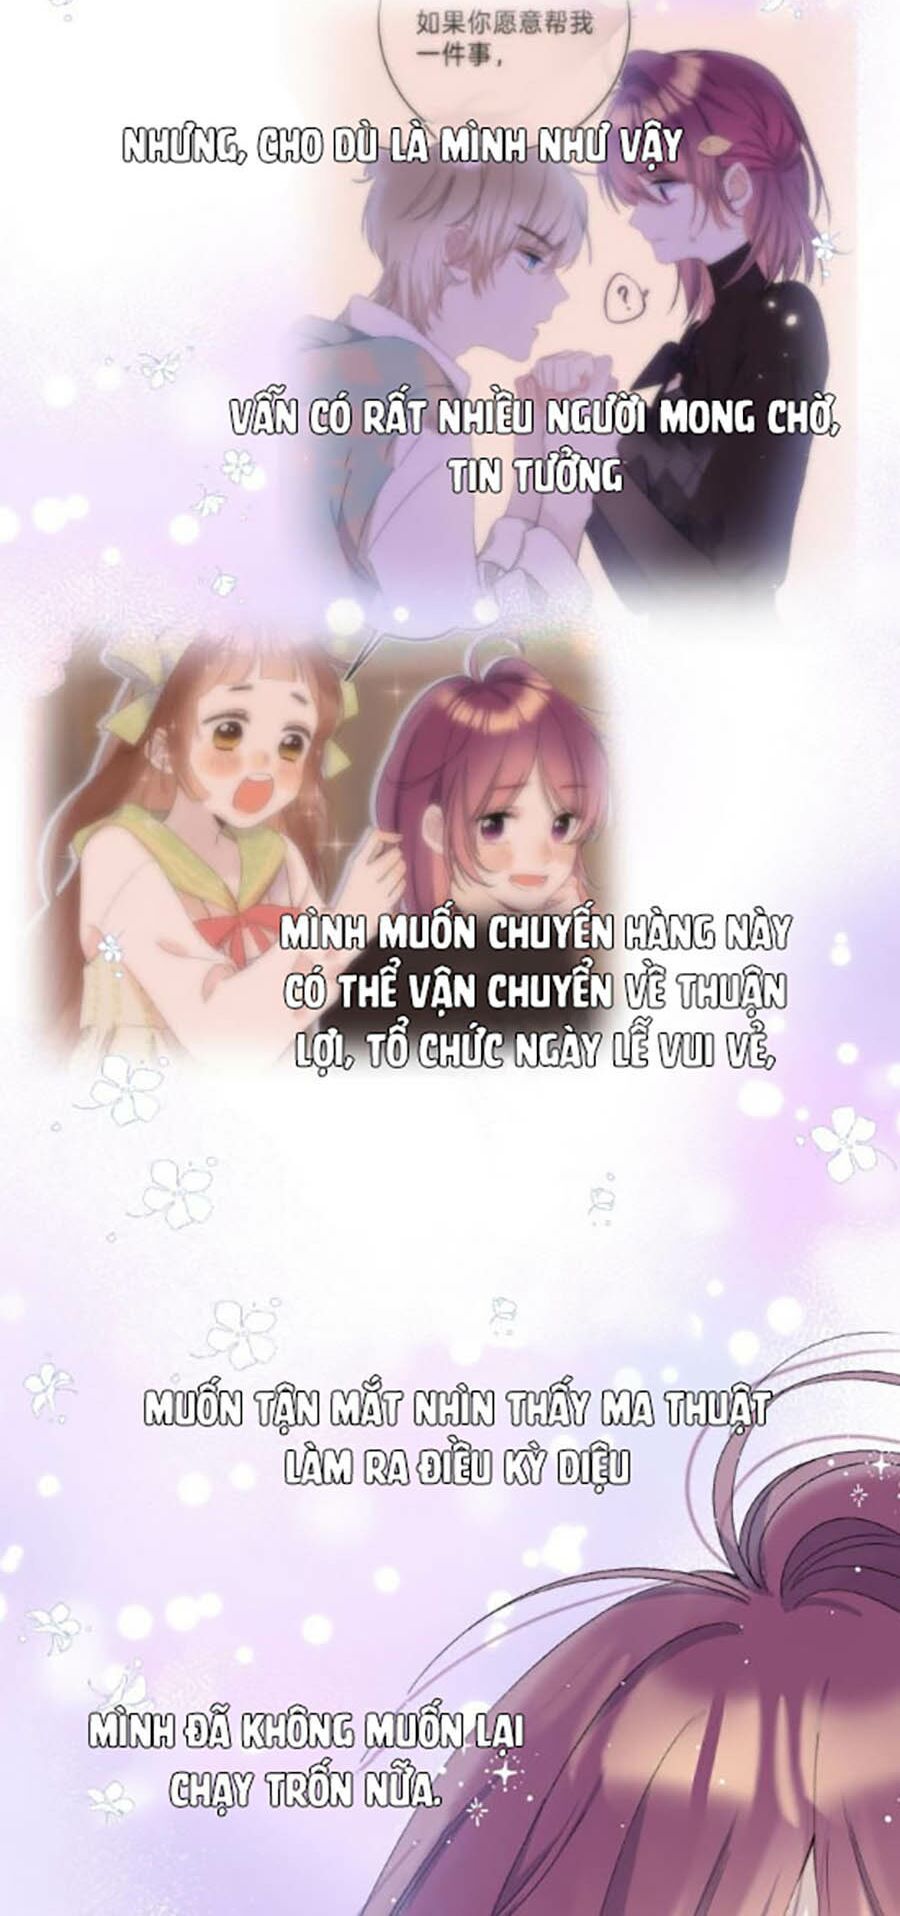 如果你愿意帮我
一件事，
NHƯNG, CHO DÙ LÀ MÌNH NHƯ VẬY
?
VẪN CÓ RẤT NHIỀU NGƯỜI MONG CHỜ,
TIN TƯỞNG
MÌNH MUỐN CHUYẾN HÀNG NÀY
CÓ THỂ VẬN CHUYỂN VỀ THUẬN
LỢI, TỔ CHỨC NGÀY LỄ VUI VẺ,
MUỐN TẬN MẮT NHÌN THẤY MA THUẬT
LÀM RA ĐIỀU KỲ DIỆU
MÌNH ĐÃ KHÔNG MUỐN LẠI
CHẠY TRỐN NỮA.